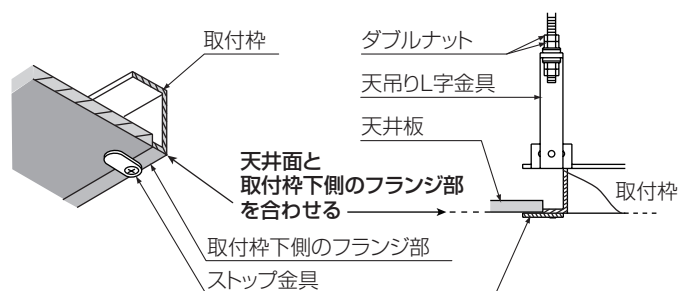 取付枠
ダブルナット
天吊りL字金具
天井板
天井面と
取付枠下側のフランジ部
を合わせる
取付枠
取付枠下側のフランジ部
ストップ金具